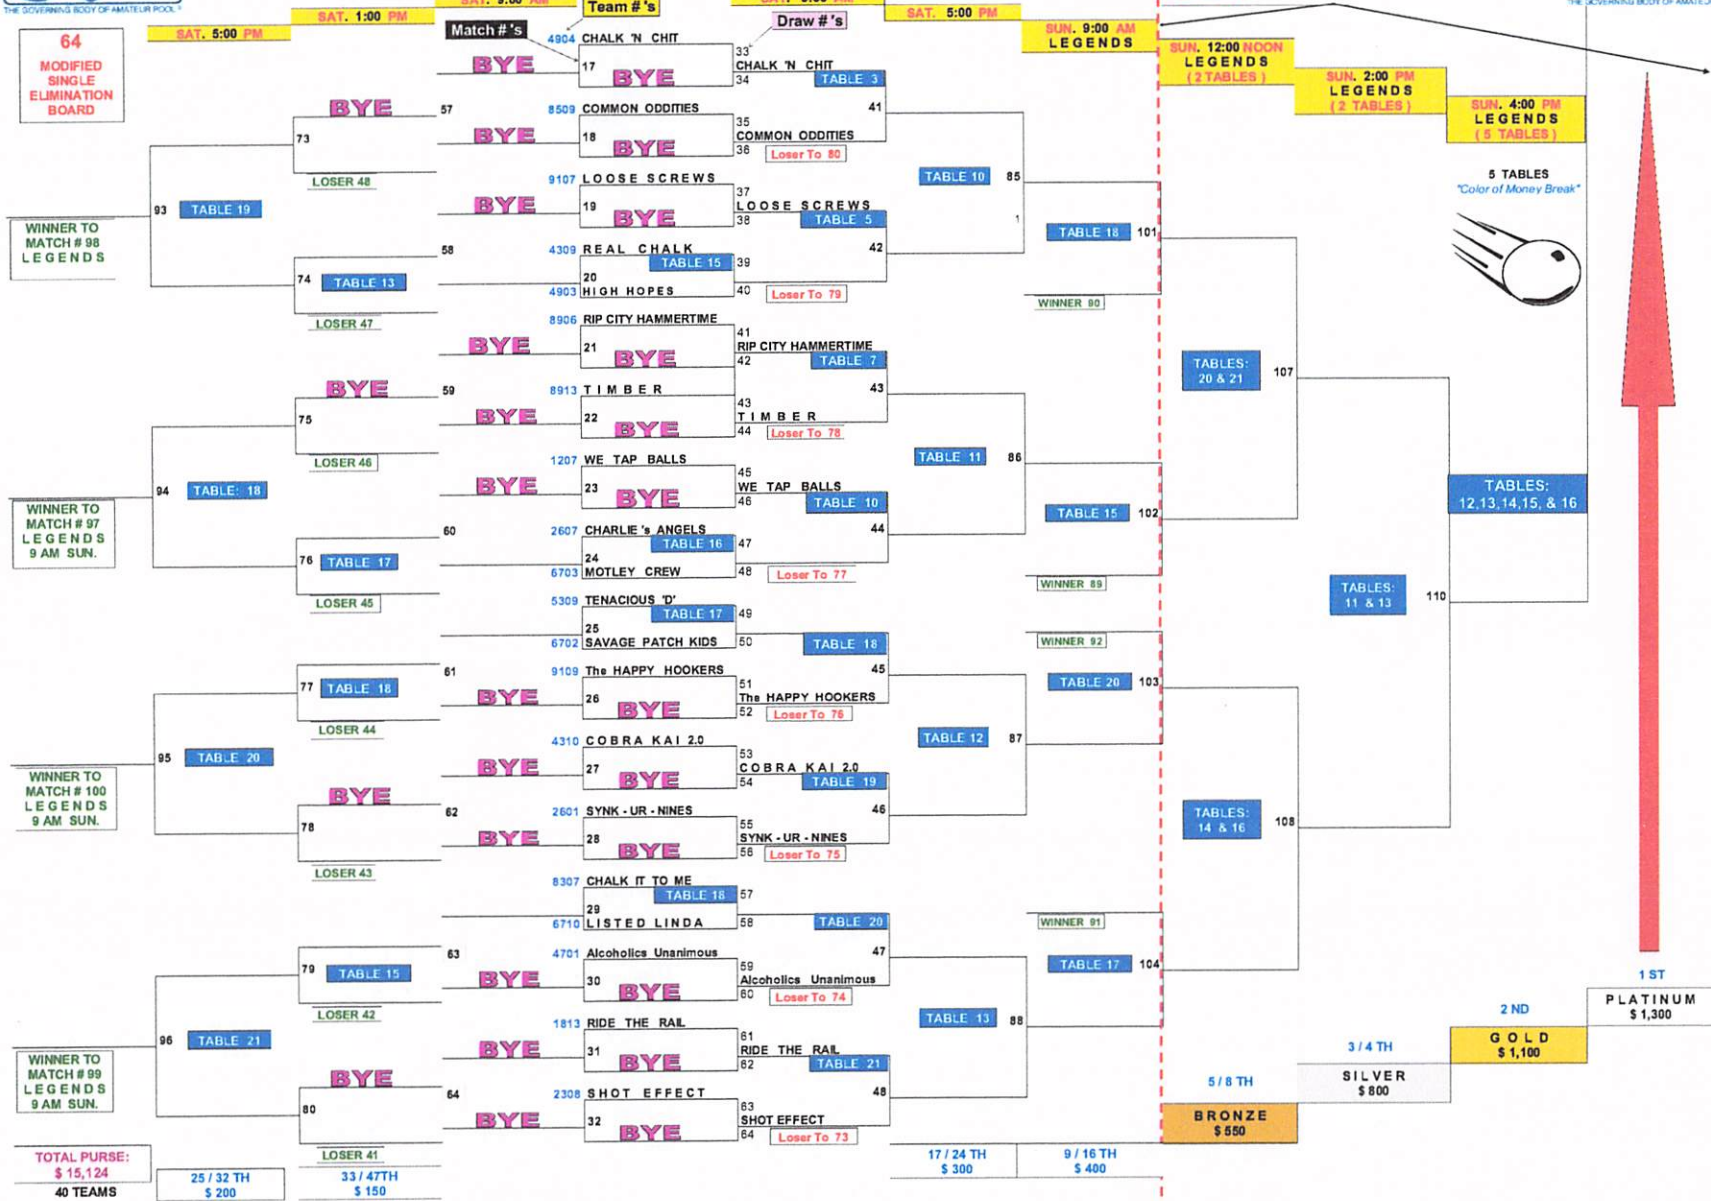 THE GOVERNING BODY OF AMATEUR POOL
64
MODIFIED
SINGLE
ELIMINATION
BOARD
SAT. 5:00 PM
SAT. 1:00 PM
Team #'s
Match #'s
Draw #'s
SAT. 5:00 PM
SUN. 9:00 AM
LEGENDS
SUN. 12:00 NOON
LEGENDS
( 2 TABLES )
SUN. 2:00 PM
LEGENDS
( 2 TABLES )
SUN. 4:00 PM
LEGENDS
( 5 TABLES )
5 TABLES
"Color of Money Break"
93 TABLE 19
WINNER TO
MATCH # 98
LEGENDS
94 TABLE: 18
WINNER TO
MATCH # 97
LEGENDS
9 AM SUN.
95 TABLE 20
WINNER TO
MATCH # 100
LEGENDS
9 AM SUN.
96 TABLE 21
WINNER TO
MATCH # 99
LEGENDS
9 AM SUN.
TOTAL PURSE:
$ 15,124
40 TEAMS
25 / 32 TH
$ 200
BYE 57
73
LOSER 48
58
74 TABLE 13
LOSER 47
BYE 59
75
LOSER 46
60
76 TABLE 17
LOSER 45
61
77 TABLE 18
LOSER 44
BYE
62
78
LOSER 43
63
79 TABLE 15
LOSER 42
BYE
64
80
LOSER 41
33 / 47TH
$ 150
4904 CHALK 'N CHIT
BYE 17 BYE
33
CHALK 'N CHIT
34 TABLE 3
41
8509 COMMON ODDITIES
BYE 18 BYE
35
COMMON ODDITIES
36 Loser To 80
9107 LOOSE SCREWS
BYE 19 BYE
37
LOOSE SCREWS
38 TABLE 5
42
4309 REAL CHALK
TABLE 15 39
20
4903 HIGH HOPES 40 Loser To 79
8906 RIP CITY HAMMERTIME
BYE 21 BYE
41
RIP CITY HAMMERTIME
42 TABLE 7
43
8913 TIMBER
BYE 22 BYE
43
TIMBER
44 Loser To 78
1207 WE TAP BALLS
BYE 23 BYE
45
WE TAP BALLS
46 TABLE 10
44
2607 CHARLIE 's ANGELS
TABLE 16 47
24
6703 MOTLEY CREW 48 Loser To 77
5309 TENACIOUS 'D'
TABLE 17 49
25
6702 SAVAGE PATCH KIDS 50 TABLE 18
45
9109 The HAPPY HOOKERS
BYE 26 BYE
51
The HAPPY HOOKERS
52 Loser To 76
4310 COBRA KAI 2.0
BYE 27 BYE
53
COBRA KAI 2.0
54 TABLE 19
46
2601 SYNK - UR - NINES
BYE 28 BYE
55
SYNK - UR - NINES
56 Loser To 75
8307 CHALK IT TO ME
TABLE 18 57
29
6710 LISTED LINDA 58 TABLE 20
47
4701 Alcoholics Unanimous
BYE 30 BYE
59
Alcoholics Unanimous
60 Loser To 74
1813 RIDE THE RAIL
BYE 31 BYE
61
RIDE THE RAIL
62 TABLE 21
48
2308 SHOT EFFECT
BYE 32 BYE
63
SHOT EFFECT
64 Loser To 73
TABLE 10 85
1
TABLE 11 86
TABLE 12 87
TABLE 13 88
17 / 24 TH
$ 300
TABLE 18 101
WINNER 90
TABLE 15 102
WINNER 89
WINNER 92
TABLE 20 103
WINNER 91
TABLE 17 104
9 / 16 TH
$ 400
TABLES:
20 & 21 107
TABLES:
14 & 16 108
5 / 8 TH
BRONZE
$ 550
TABLES:
11 & 13 110
3 / 4 TH
SILVER
$ 800
TABLES:
12,13,14,15, & 16
2 ND
GOLD
$ 1,100
1 ST
PLATINUM
$ 1,300